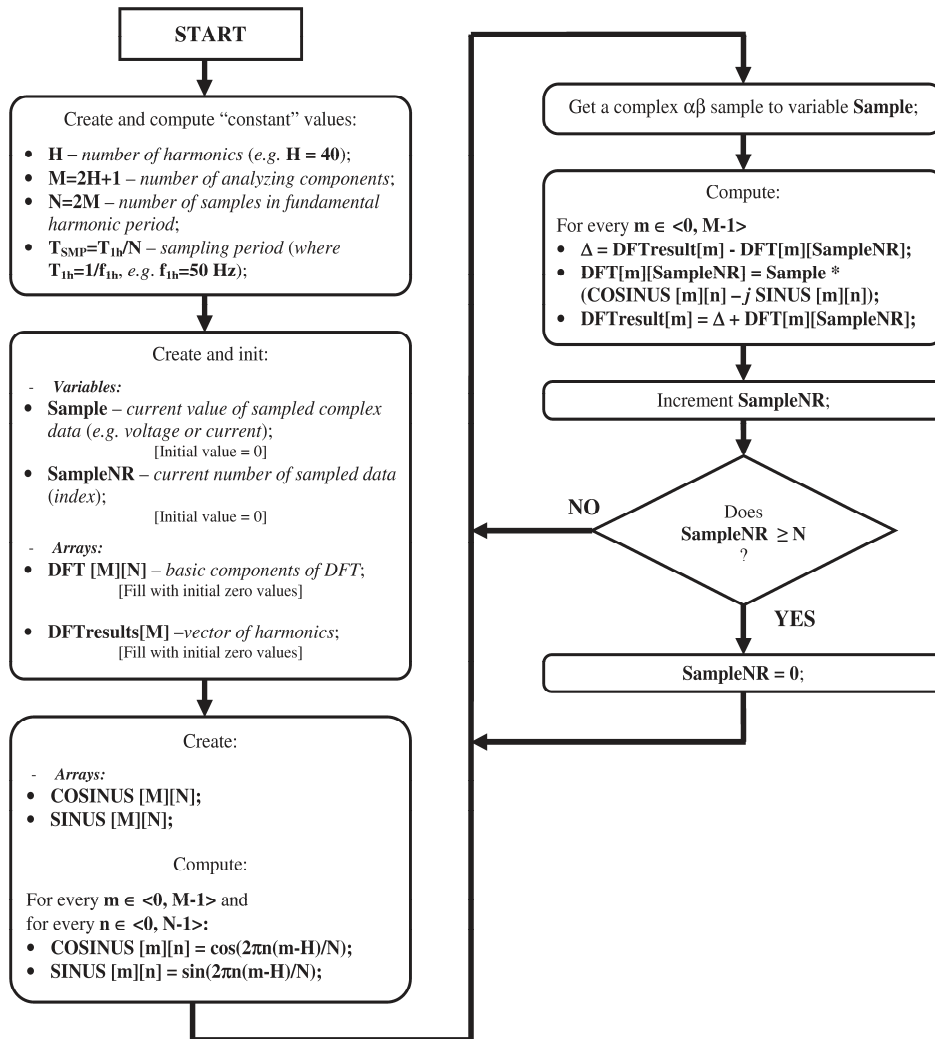 START
Create and compute “constant” values:
• H – number of harmonics (e.g. H = 40);
• M=2H+1 – number of analyzing components;
• N=2M – number of samples in fundamental
harmonic period;
• TSMP=T1h/N – sampling period (where
T1h=1/f1h, e.g. f1h=50 Hz);
Create and init:
- Variables:
• Sample – current value of sampled complex
data (e.g. voltage or current);
[Initial value = 0]
• SampleNR – current number of sampled data
(index);
[Initial value = 0]
- Arrays:
• DFT [M][N] – basic components of DFT;
[Fill with initial zero values]
• DFTresults[M] –vector of harmonics;
[Fill with initial zero values]
Create:
- Arrays:
• COSINUS [M][N];
• SINUS [M][N];
Compute:
For every m ∈ <0, M-1> and
for every n ∈ <0, N-1>:
• COSINUS [m][n] = cos(2πn(m-H)/N);
• SINUS [m][n] = sin(2πn(m-H)/N);
Get a complex αβ sample to variable Sample;
Compute:
For every m ∈ <0, M-1>
• Δ = DFTresult[m] - DFT[m][SampleNR];
• DFT[m][SampleNR] = Sample *
(COSINUS [m][n] – j SINUS [m][n]);
• DFTresult[m] = Δ + DFT[m][SampleNR];
Increment SampleNR;
NO
Does
SampleNR ≥ N
?
YES
SampleNR = 0;